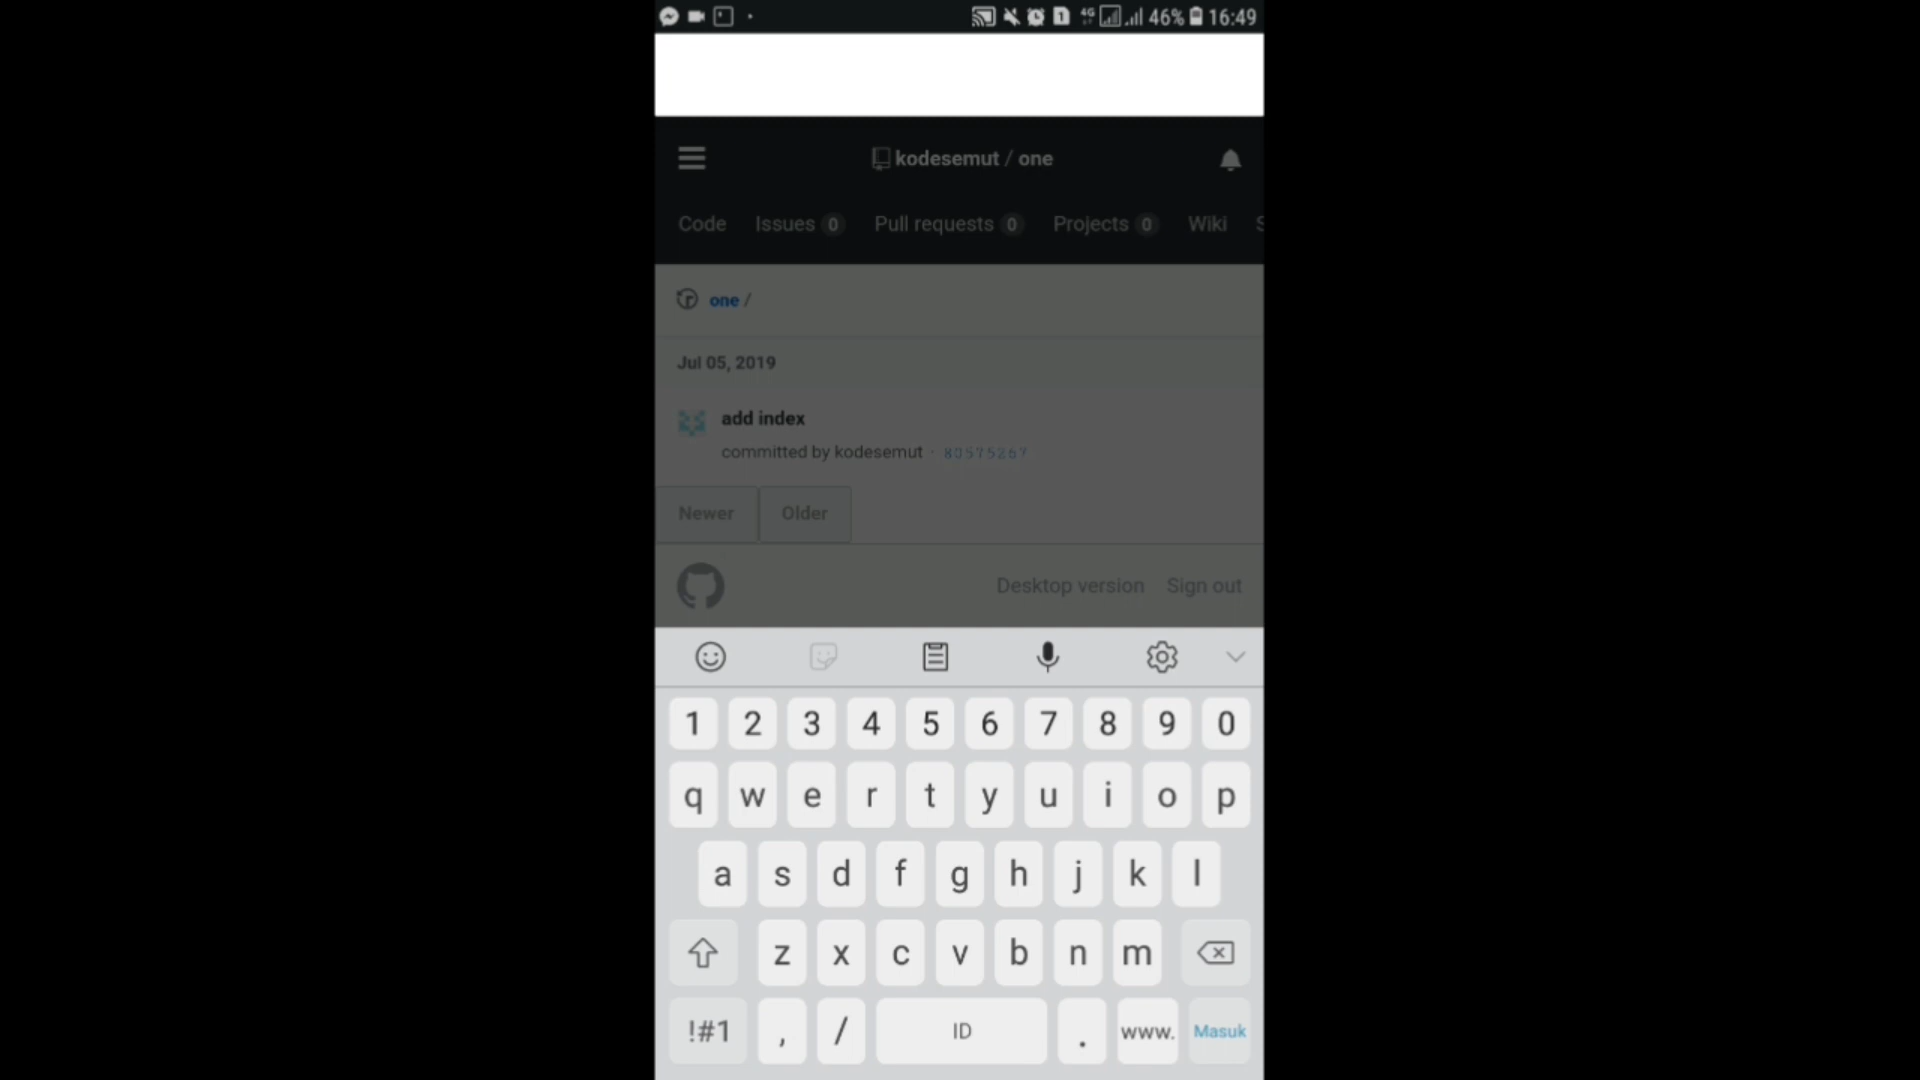 46% 16:49
kodesemut / one
Code Issues 0 Pull requests 0 Projects 0 Wiki
one /
Jul 05, 2019
add index
committed by kodesemut ·
Newer Older
Desktop version Sign out
1 2 3 4 5 6 7 8 9 0
q w e r t y u i o p
a s d f g h j k l
z x c v b n m
!#1 , / ID . www. Masuk